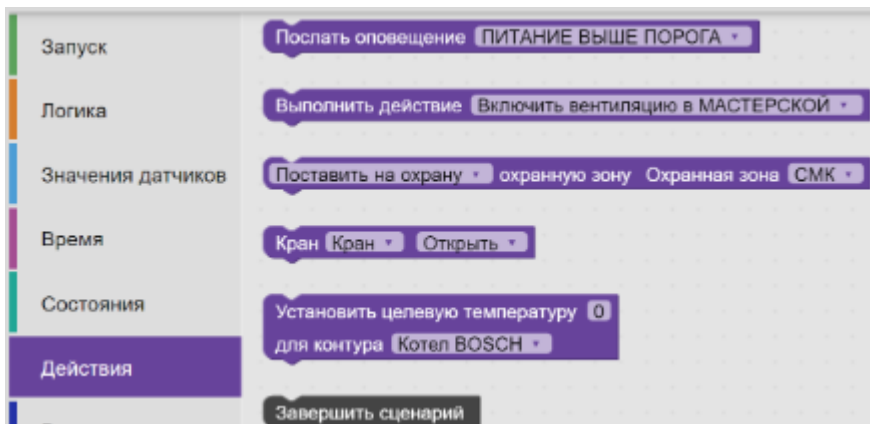 Запуск
Логика
Значения датчиков
Время
Состояния
Действия
Послать оповещение ПИТАНИЕ ВЫШЕ ПОРОГА
Выполнить действие Включить вентиляцию в МАСТЕРСКОЙ
Поставить на охрану охранную зону Охранная зона СМК
Кран Кран Открыть
Установить целевую температуру 0
для контура Котел BOSCH
Завершить сценарий